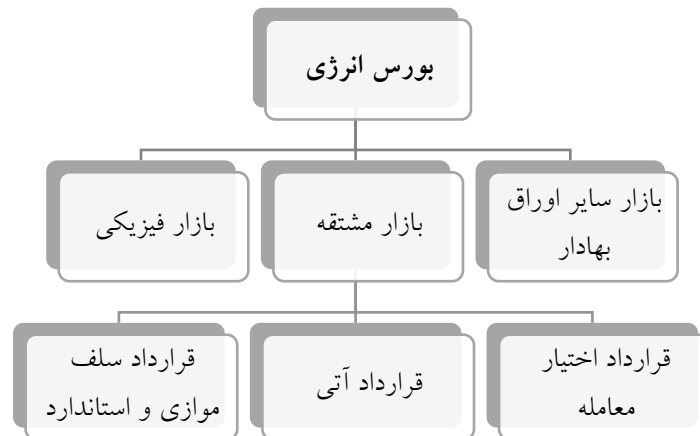 بورس انرژی
بازار سایر اوراق
بهادار
بازار مشتقه
بازار فیزیکی
قرارداد اختیار
معامله
قرارداد آتی
قرارداد سلف
موازی و استاندارد